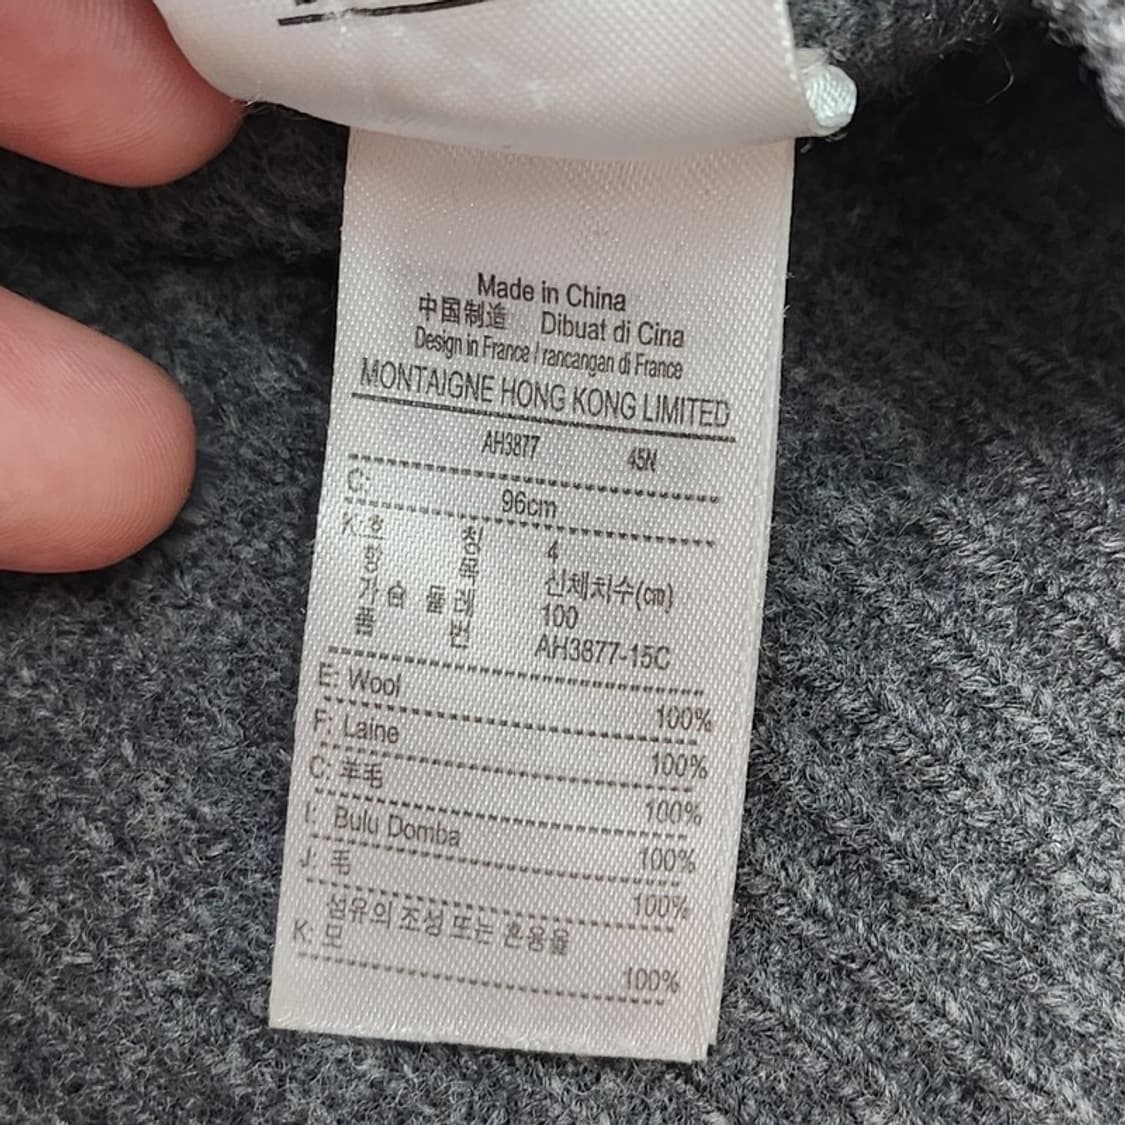 Made in China
中国制造 Dibuat di Cina
Design in France / rancangan di France
MONTAIGNE HONG KONG LIMITED
AH3877 45N
C: 96cm
K: 호 칭 4
항 목 신체치수(㎝)
가 슴 둘 레 100
품 번 AH3877-15C
E: Wool 100%
F: Laine 100%
C: 羊毛 100%
I: Bulu Domba 100%
J: 毛 100%
섬유의 조성 또는 혼용율
K: 모 100%